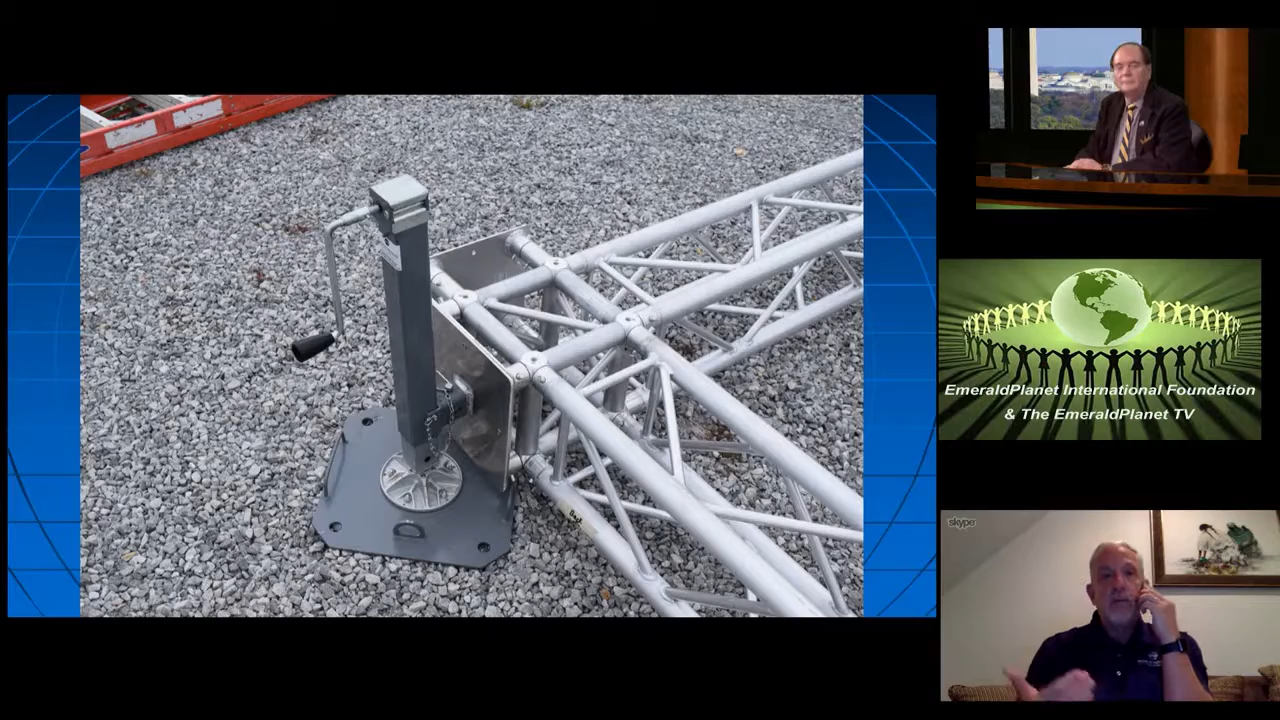 EmeraldPlanet International Foundation
& The EmeraldPlanet TV
skype